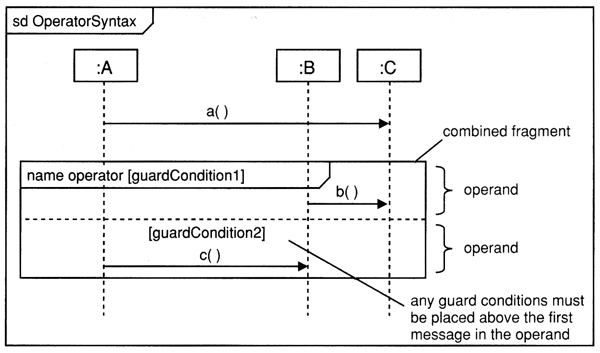 sd OperatorSyntax
:A
:B
:C
a( )
combined fragment
name operator [guardCondition1]
b( )
operand
[guardCondition2]
operand
c( )
any guard conditions must
be placed above the first
message in the operand